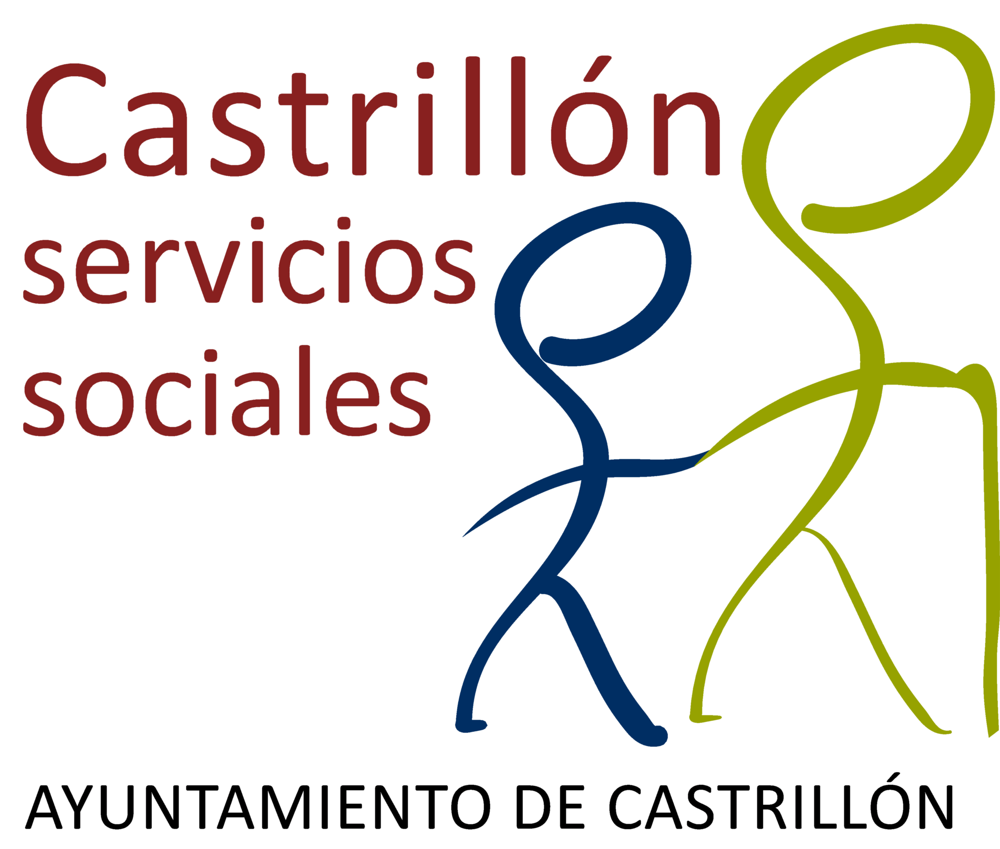 Castrillón
servicios
sociales
AYUNTAMIENTO DE CASTRILLÓN